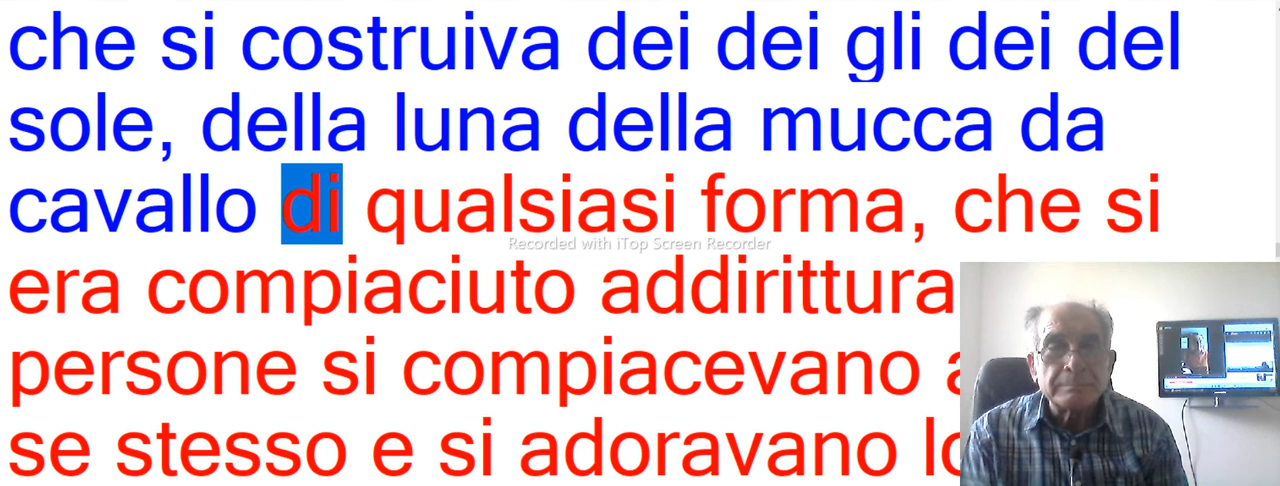 che si costruiva dei dei gli dei del
sole, della luna della mucca da
cavallo di qualsiasi forma, che si
Recorded with iTop Screen Recorder
era compiaciuto addirittura
persone si compiacevano
se stesso e si adoravano